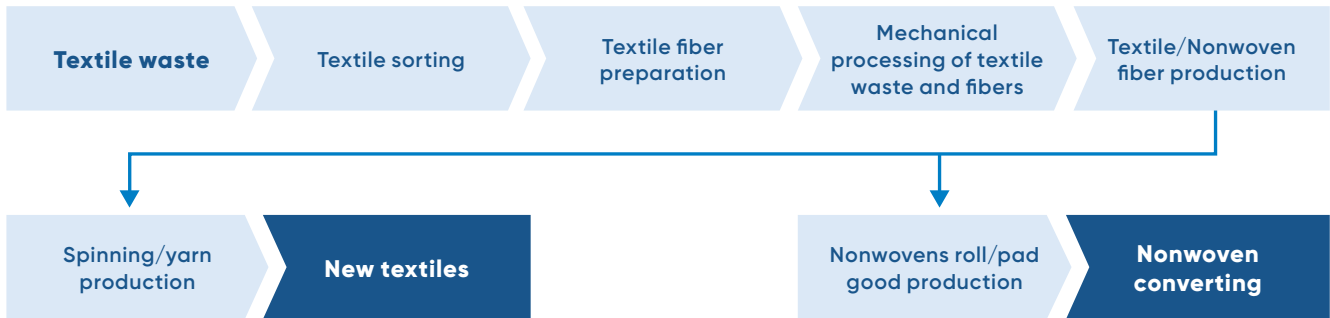 Textile waste
Textile sorting
Textile fiber
preparation
Mechanical
processing of textile
waste and fibers
Textile/Nonwoven
fiber production
Spinning/yarn
production
New textiles
Nonwovens roll/pad
good production
Nonwoven
converting